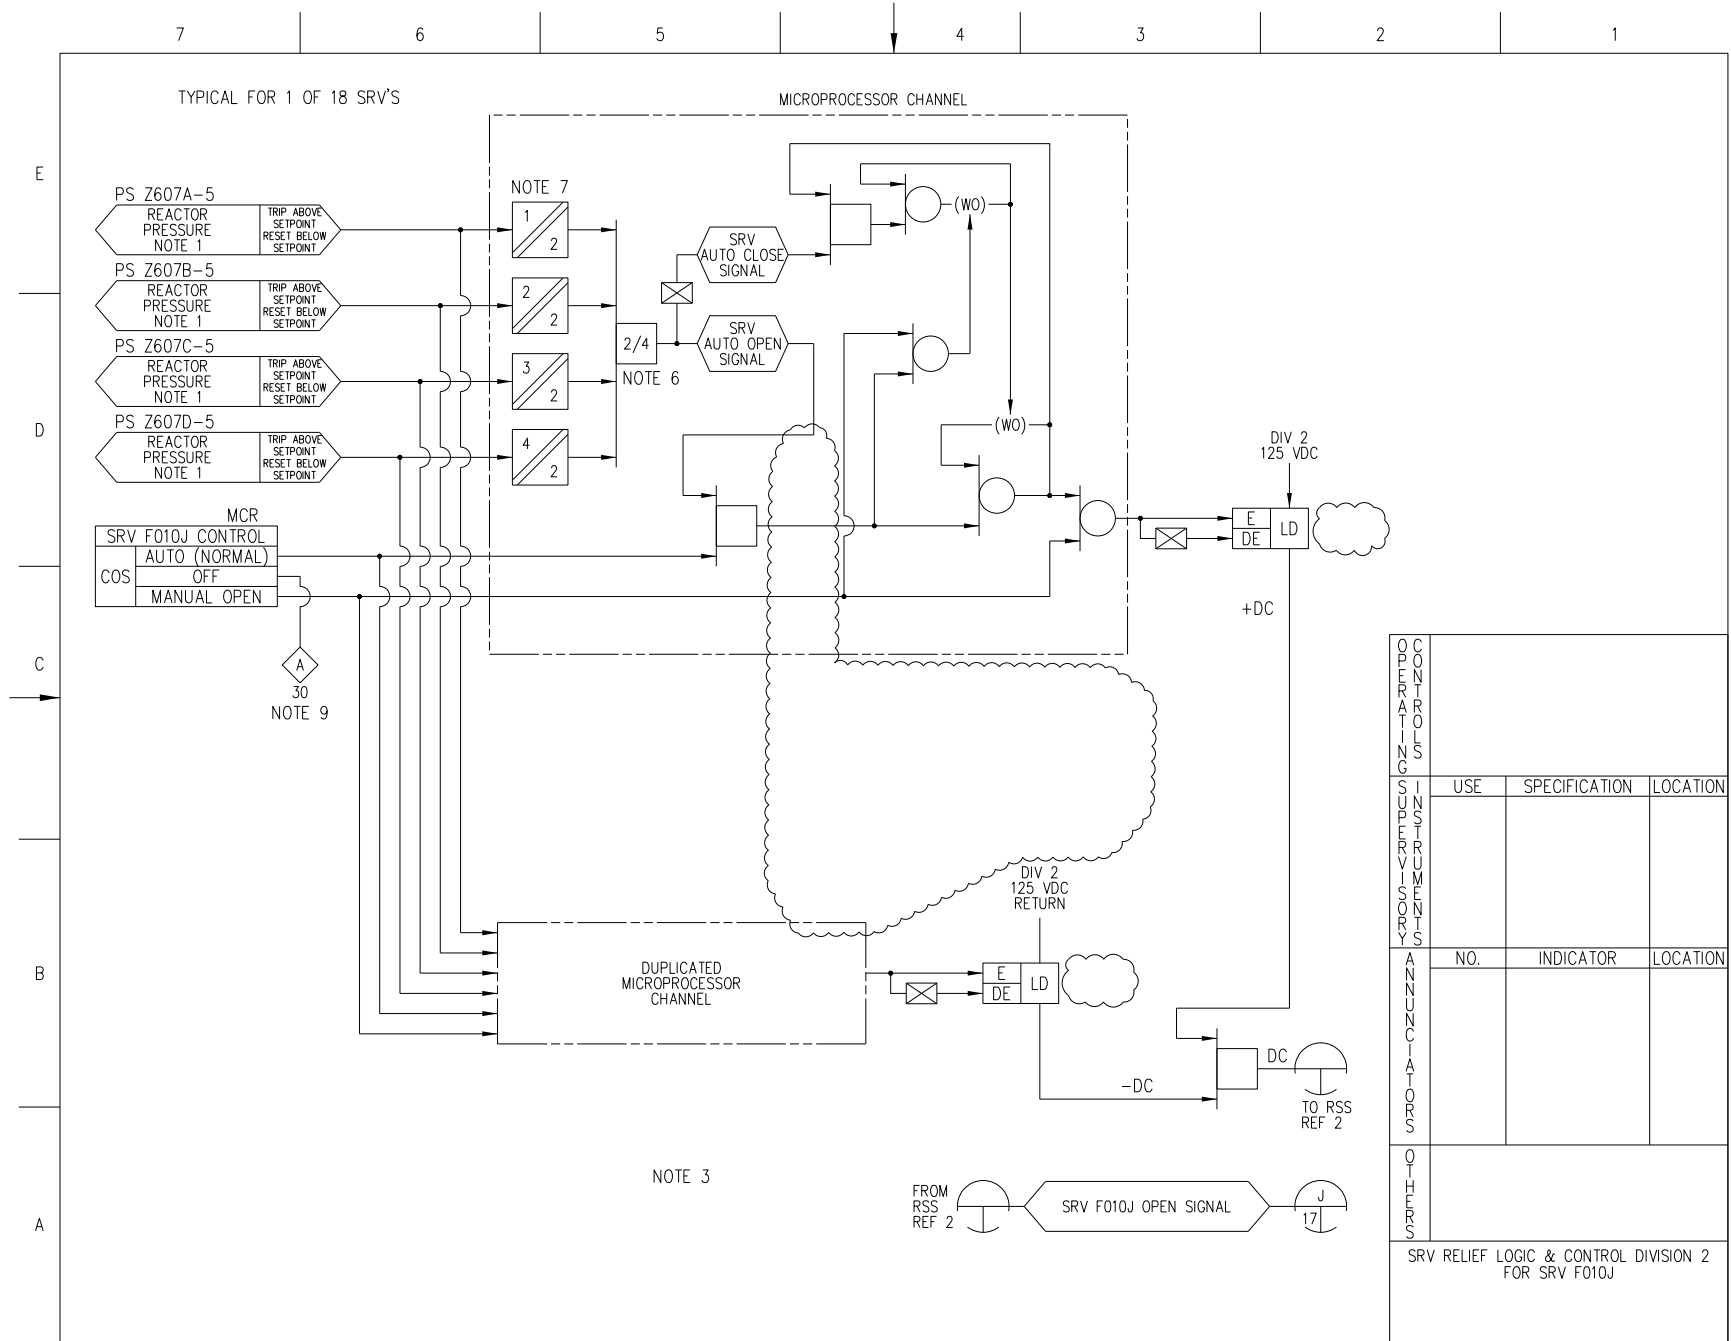 7 6 5 4 3 2 1
TYPICAL FOR 1 OF 18 SRV'S
MICROPROCESSOR CHANNEL
E
D
C
B
A
PS Z607A-5
REACTOR
PRESSURE
NOTE 1
TRIP ABOVE
SETPOINT
RESET BELOW
SETPOINT
PS Z607B-5
REACTOR
PRESSURE
NOTE 1
TRIP ABOVE
SETPOINT
RESET BELOW
SETPOINT
PS Z607C-5
REACTOR
PRESSURE
NOTE 1
TRIP ABOVE
SETPOINT
RESET BELOW
SETPOINT
PS Z607D-5
REACTOR
PRESSURE
NOTE 1
TRIP ABOVE
SETPOINT
RESET BELOW
SETPOINT
MCR
SRV F010J CONTROL
COS
AUTO (NORMAL)
OFF
MANUAL OPEN
A
30
NOTE 9
NOTE 7
1
2
2
2
3
2
4
2
2/4
NOTE 6
SRV
AUTO CLOSE
SIGNAL
SRV
AUTO OPEN
SIGNAL
(WO)
(WO)
DIV 2
125 VDC
E
DE
LD
+DC
DUPLICATED
MICROPROCESSOR
CHANNEL
DIV 2
125 VDC
RETURN
E
DE
LD
-DC
DC
TO RSS
REF 2
NOTE 3
FROM
RSS
REF 2
SRV F010J OPEN SIGNAL
J
17
OPERATING
CONTROLS
SUPERVISORY
INSTRUMENTS
USE SPECIFICATION LOCATION
ANNUNCIATORS
NO. INDICATOR LOCATION
OTHERS
SRV RELIEF LOGIC & CONTROL DIVISION 2
FOR SRV F010J